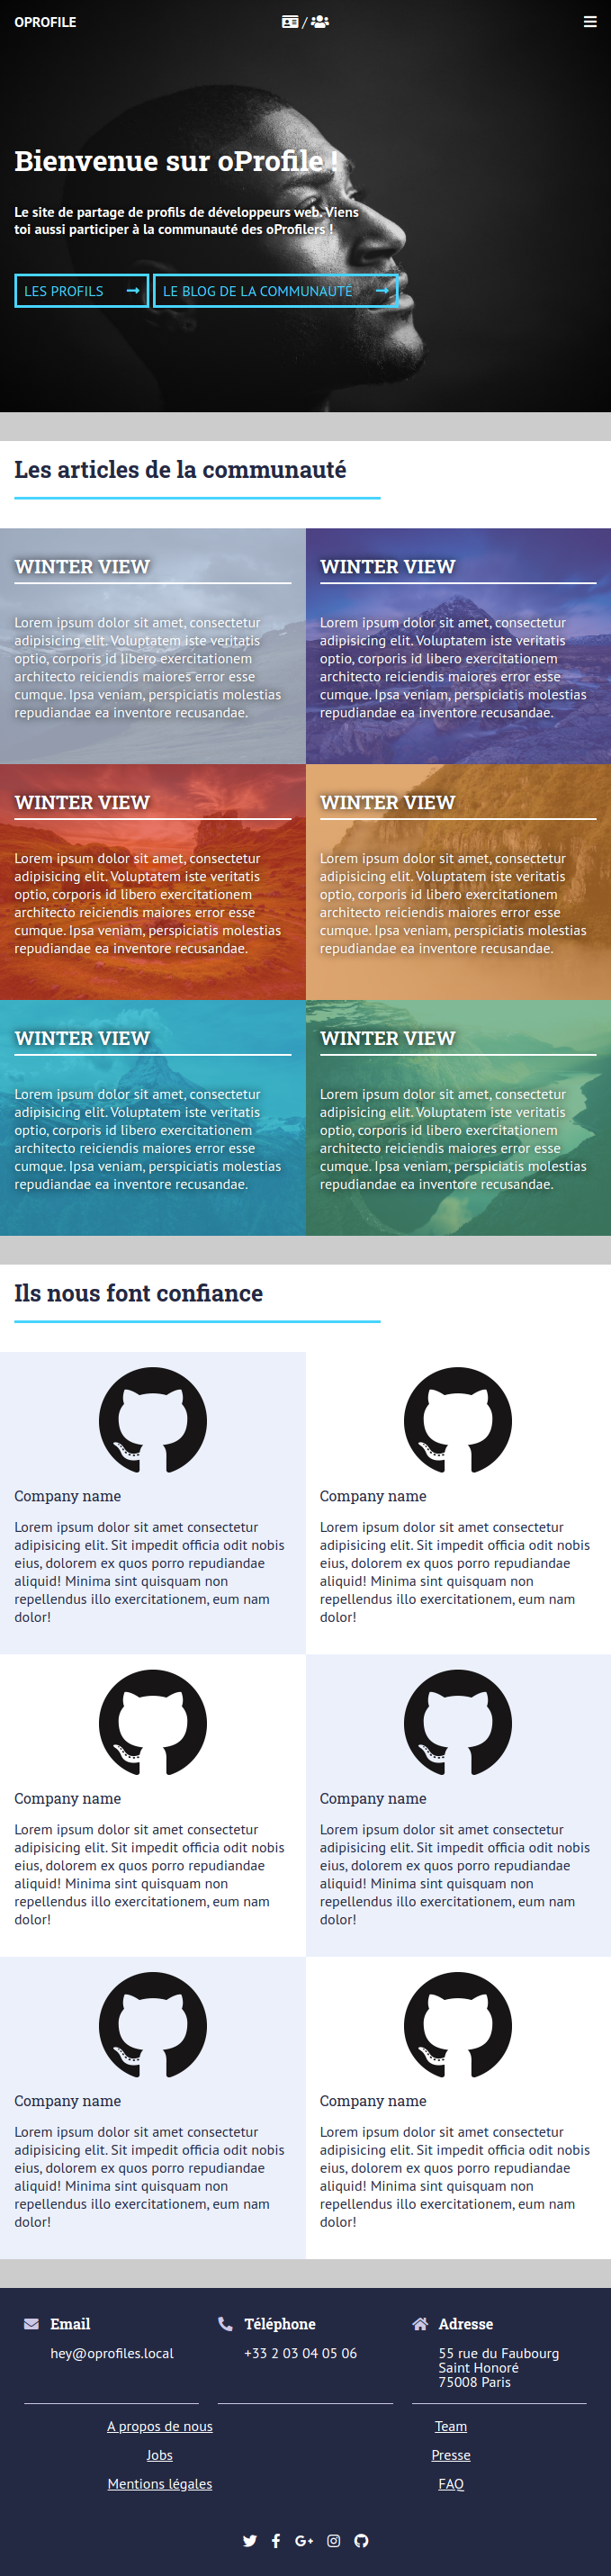 OPROFILE
/
Bienvenue sur oProfile !
Le site de partage de profils de développeurs web. Viens
toi aussi participer à la communauté des oProfilers !
LES PROFILS
LE BLOG DE LA COMMUNAUTÉ
Les articles de la communauté
WINTER VIEW
Lorem ipsum dolor sit amet, consectetur
adipisicing elit. Voluptatem iste veritatis
optio, corporis id libero exercitationem
architecto reiciendis maiores error esse
cumque. Ipsa veniam, perspiciatis molestias
repudiandae ea inventore recusandae.
WINTER VIEW
Lorem ipsum dolor sit amet, consectetur
adipisicing elit. Voluptatem iste veritatis
optio, corporis id libero exercitationem
architecto reiciendis maiores error esse
cumque. Ipsa veniam, perspiciatis molestias
repudiandae ea inventore recusandae.
WINTER VIEW
Lorem ipsum dolor sit amet, consectetur
adipisicing elit. Voluptatem iste veritatis
optio, corporis id libero exercitationem
architecto reiciendis maiores error esse
cumque. Ipsa veniam, perspiciatis molestias
repudiandae ea inventore recusandae.
WINTER VIEW
Lorem ipsum dolor sit amet, consectetur
adipisicing elit. Voluptatem iste veritatis
optio, corporis id libero exercitationem
architecto reiciendis maiores error esse
cumque. Ipsa veniam, perspiciatis molestias
repudiandae ea inventore recusandae.
WINTER VIEW
Lorem ipsum dolor sit amet, consectetur
adipisicing elit. Voluptatem iste veritatis
optio, corporis id libero exercitationem
architecto reiciendis maiores error esse
cumque. Ipsa veniam, perspiciatis molestias
repudiandae ea inventore recusandae.
WINTER VIEW
Lorem ipsum dolor sit amet, consectetur
adipisicing elit. Voluptatem iste veritatis
optio, corporis id libero exercitationem
architecto reiciendis maiores error esse
cumque. Ipsa veniam, perspiciatis molestias
repudiandae ea inventore recusandae.
Ils nous font confiance
Company name
Lorem ipsum dolor sit amet consectetur
adipisicing elit. Sit impedit officia odit nobis
eius, dolorem ex quos porro repudiandae
aliquid! Minima sint quisquam non
repellendus illo exercitationem, eum nam
dolor!
Company name
Lorem ipsum dolor sit amet consectetur
adipisicing elit. Sit impedit officia odit nobis
eius, dolorem ex quos porro repudiandae
aliquid! Minima sint quisquam non
repellendus illo exercitationem, eum nam
dolor!
Company name
Lorem ipsum dolor sit amet consectetur
adipisicing elit. Sit impedit officia odit nobis
eius, dolorem ex quos porro repudiandae
aliquid! Minima sint quisquam non
repellendus illo exercitationem, eum nam
dolor!
Company name
Lorem ipsum dolor sit amet consectetur
adipisicing elit. Sit impedit officia odit nobis
eius, dolorem ex quos porro repudiandae
aliquid! Minima sint quisquam non
repellendus illo exercitationem, eum nam
dolor!
Company name
Lorem ipsum dolor sit amet consectetur
adipisicing elit. Sit impedit officia odit nobis
eius, dolorem ex quos porro repudiandae
aliquid! Minima sint quisquam non
repellendus illo exercitationem, eum nam
dolor!
Company name
Lorem ipsum dolor sit amet consectetur
adipisicing elit. Sit impedit officia odit nobis
eius, dolorem ex quos porro repudiandae
aliquid! Minima sint quisquam non
repellendus illo exercitationem, eum nam
dolor!
Email
hey@oprofiles.local
Téléphone
+33 2 03 04 05 06
Adresse
55 rue du Faubourg
Saint Honoré
75008 Paris
A propos de nous
Team
Jobs
Presse
Mentions légales
FAQ